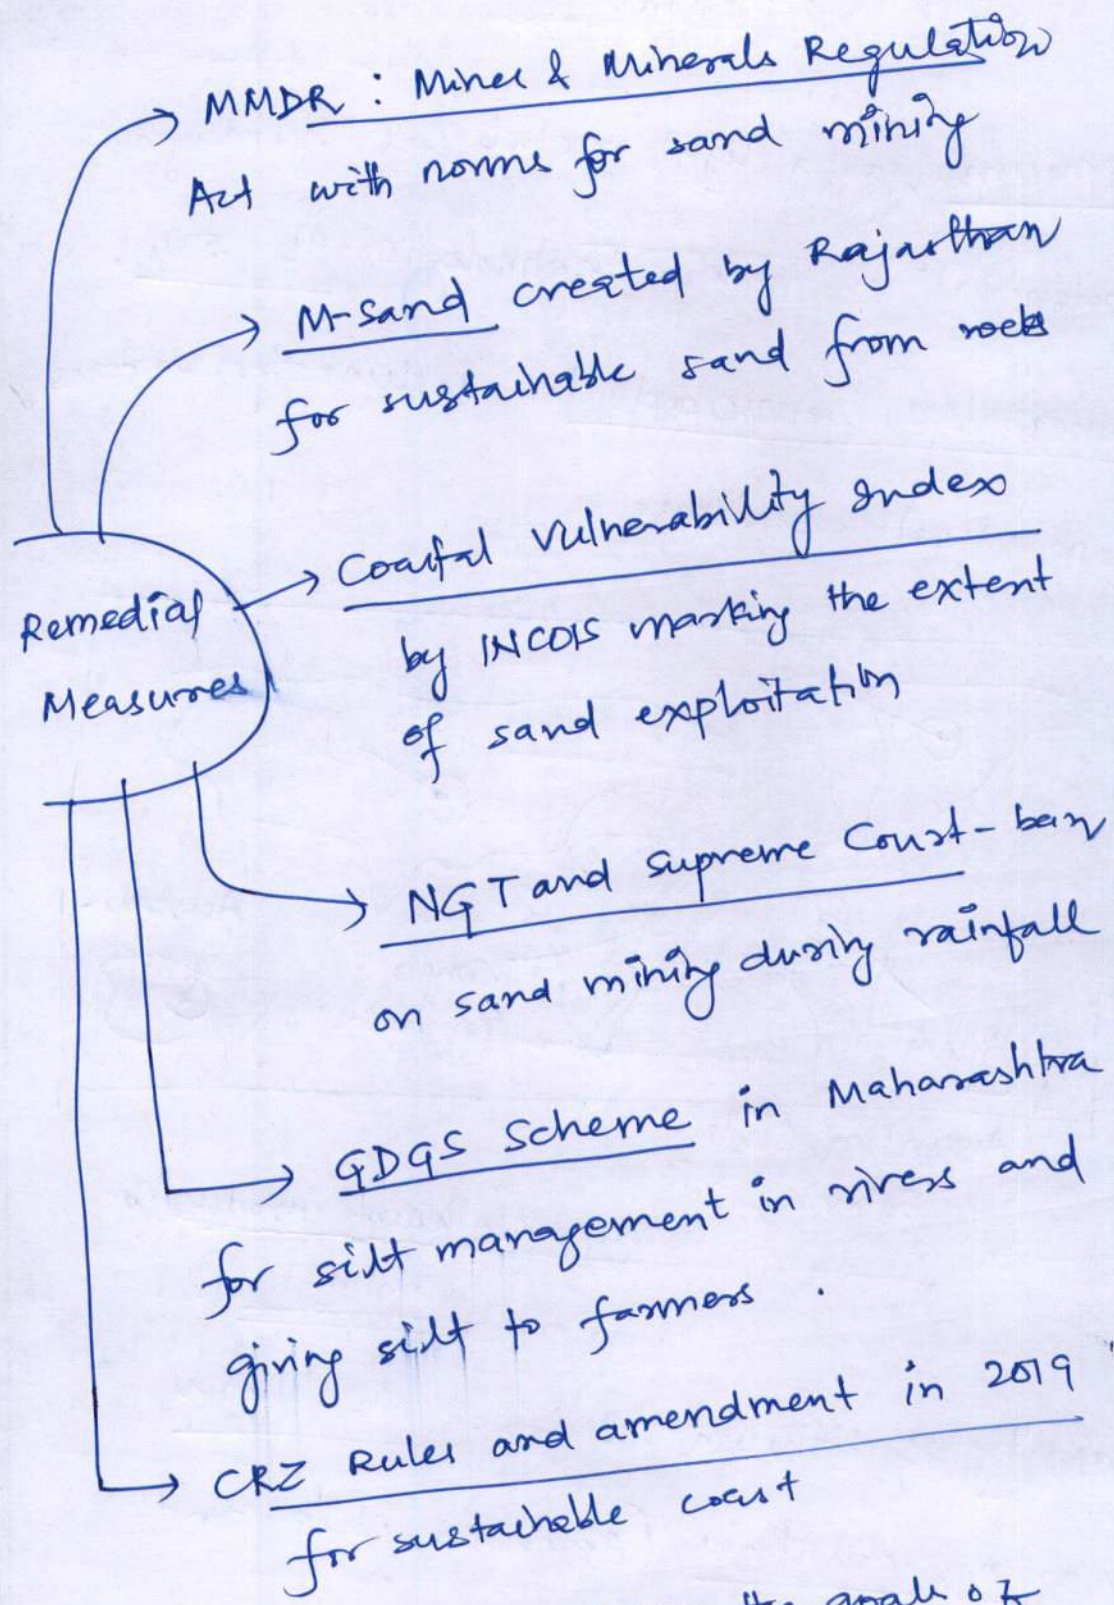 MMDR : Mines & Minerals Regulation
Act with norms for sand mining
M-Sand created by Rajasthan
for sustainable sand from rocks
Coastal Vulnerability Index
by INCOIS marking the extent
of sand exploitation
Remedial
Measures
NGT and Supreme Court - ban
on sand mining during rainfall
GDGS Scheme in Maharashtra
for silt management in rivers and
giving silt to farmers .
CRZ Rules and amendment in 2019
for sustainable coast
the goals of